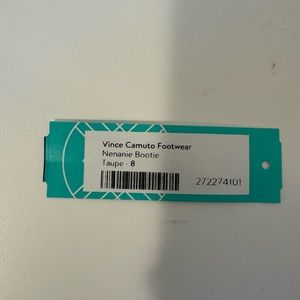 Vince Camuto Footwear
Nenanie Bootie
Taupe - 8
272274101